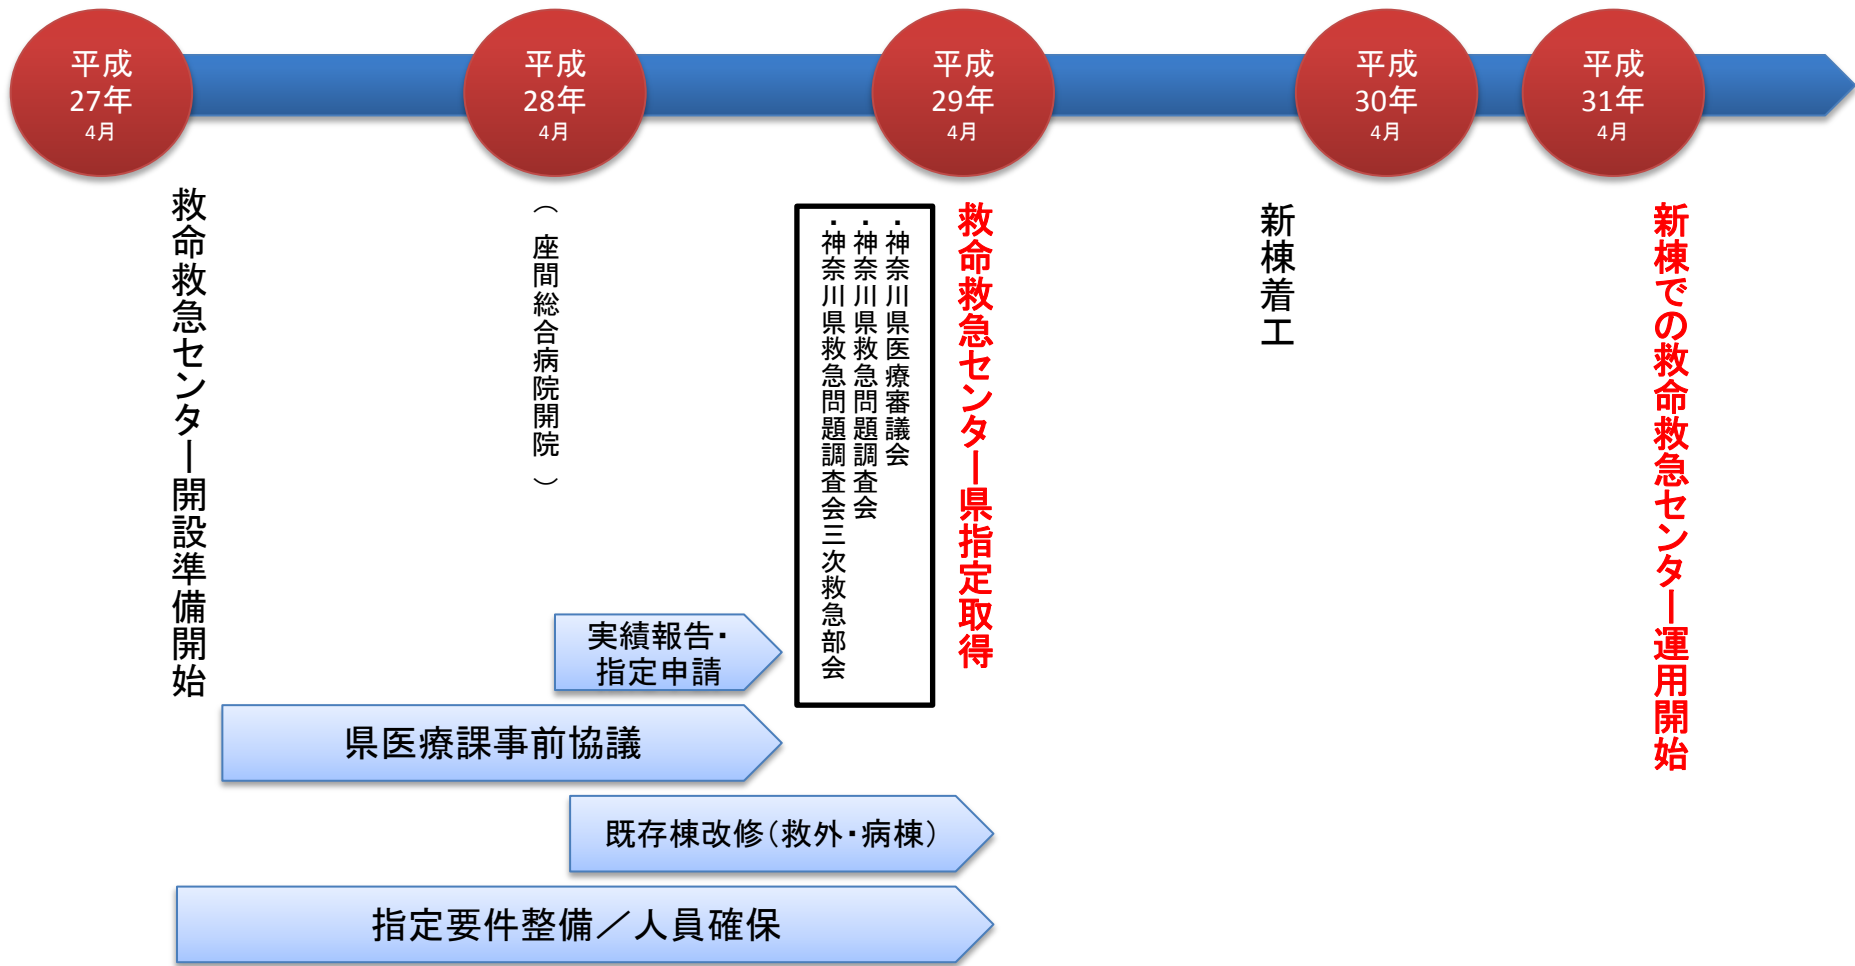 平成
27年
4月
平成
28年
4月
平成
29年
4月
平成
30年
4月
平成
31年
4月
救命救急センター開設準備開始
（座間総合病院開院）
・神奈川県医療審議会
・神奈川県救急問題調査会
・神奈川県救急問題調査会三次救急部会
救命救急センター県指定取得
新棟着工
新棟での救命救急センター運用開始
実績報告・
指定申請
県医療課事前協議
既存棟改修（救外・病棟）
指定要件整備／人員確保